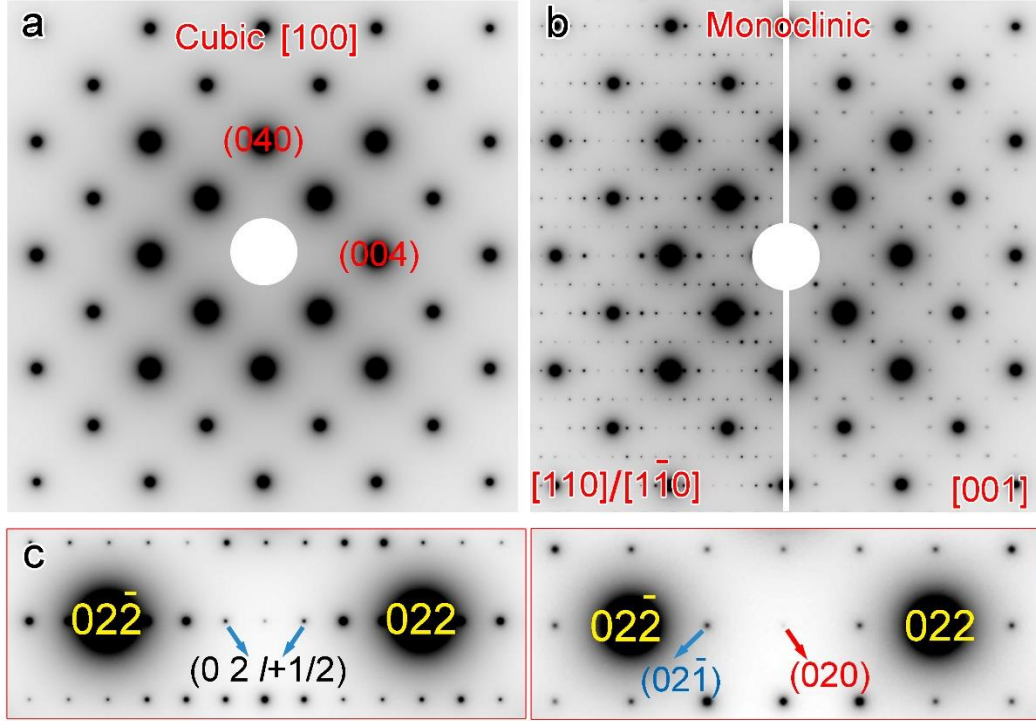 a
Cubic [100]
(040)
(004)
b
Monoclinic
[110]/[11̄0]
[001]
c
022̄
022
(0 2 l+1/2)
022̄
022
(021̄)
(020)